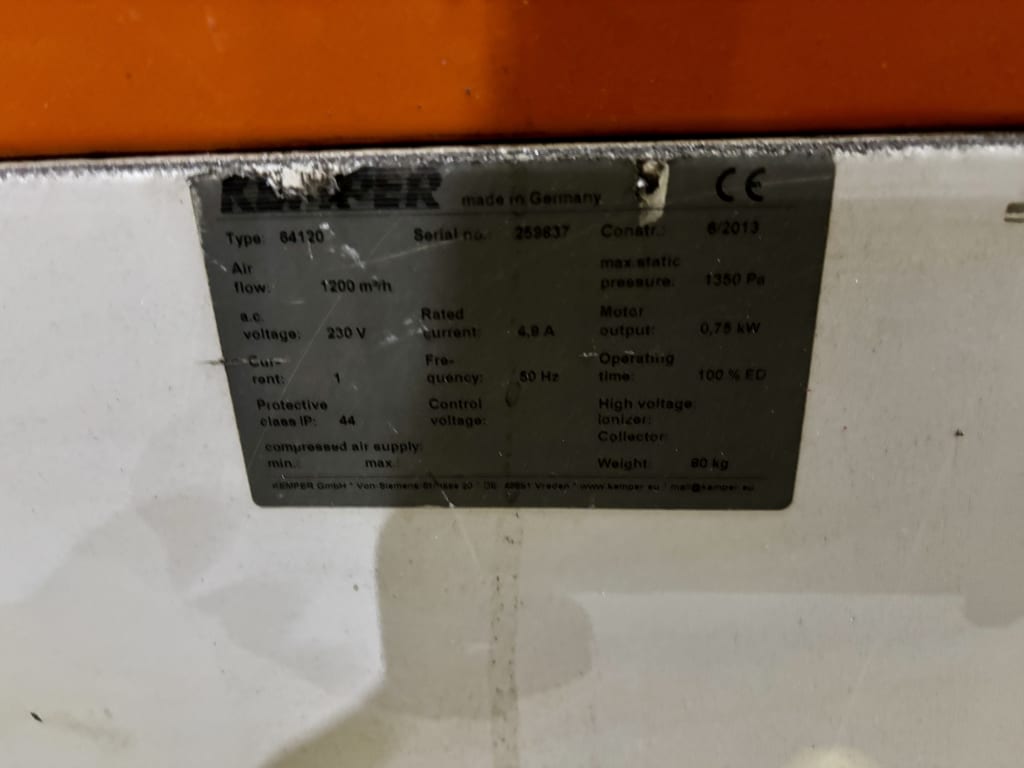 KEMPER made in Germany CE
Type: 64120 Serial no.: 259837 Constr.: 6/2013
Air max.static
flow: 1200 m³/h pressure: 1350 Pa
a.c. Rated Motor
voltage: 230 V current: 4,9 A output: 0,75 kW
Cur- Fre- Operating
rent: 1 quency: 50 Hz time: 100 % ED
Protective Control High voltage
class IP: 44 voltage: Ionizer:
Collector:
compressed air supply:
min.: max.: Weight: kg
KEMPER GmbH * Von-Siemens-Strasse 20 * Vreden * www.kemper.eu * mail@kemper.eu